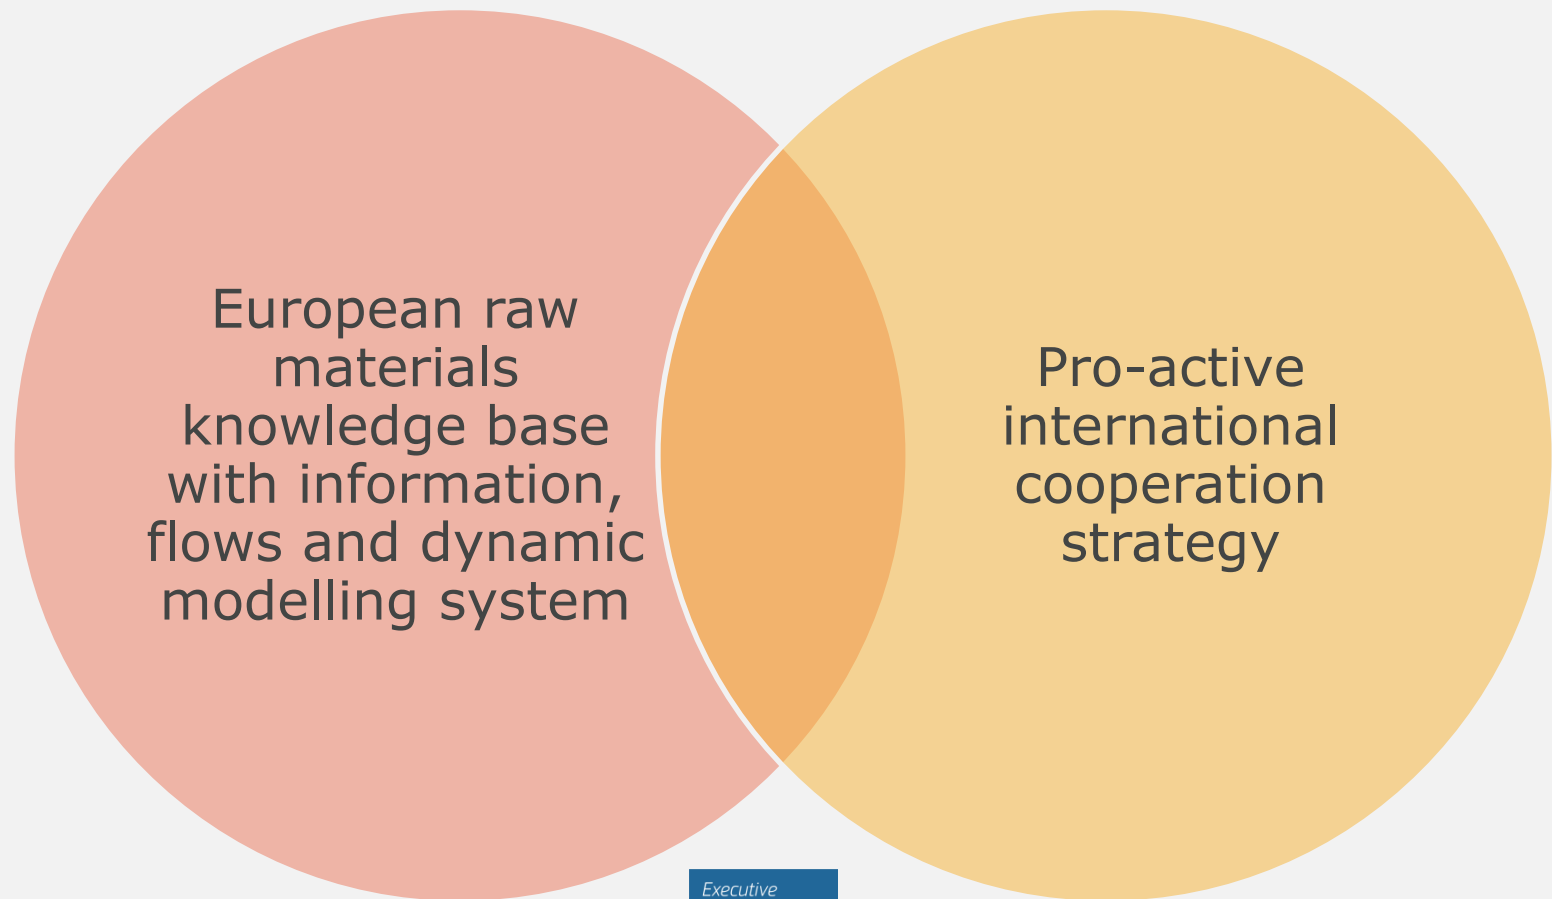 European raw
materials
knowledge base
with information,
flows and dynamic
modelling system
Pro-active
international
cooperation
strategy
Executive